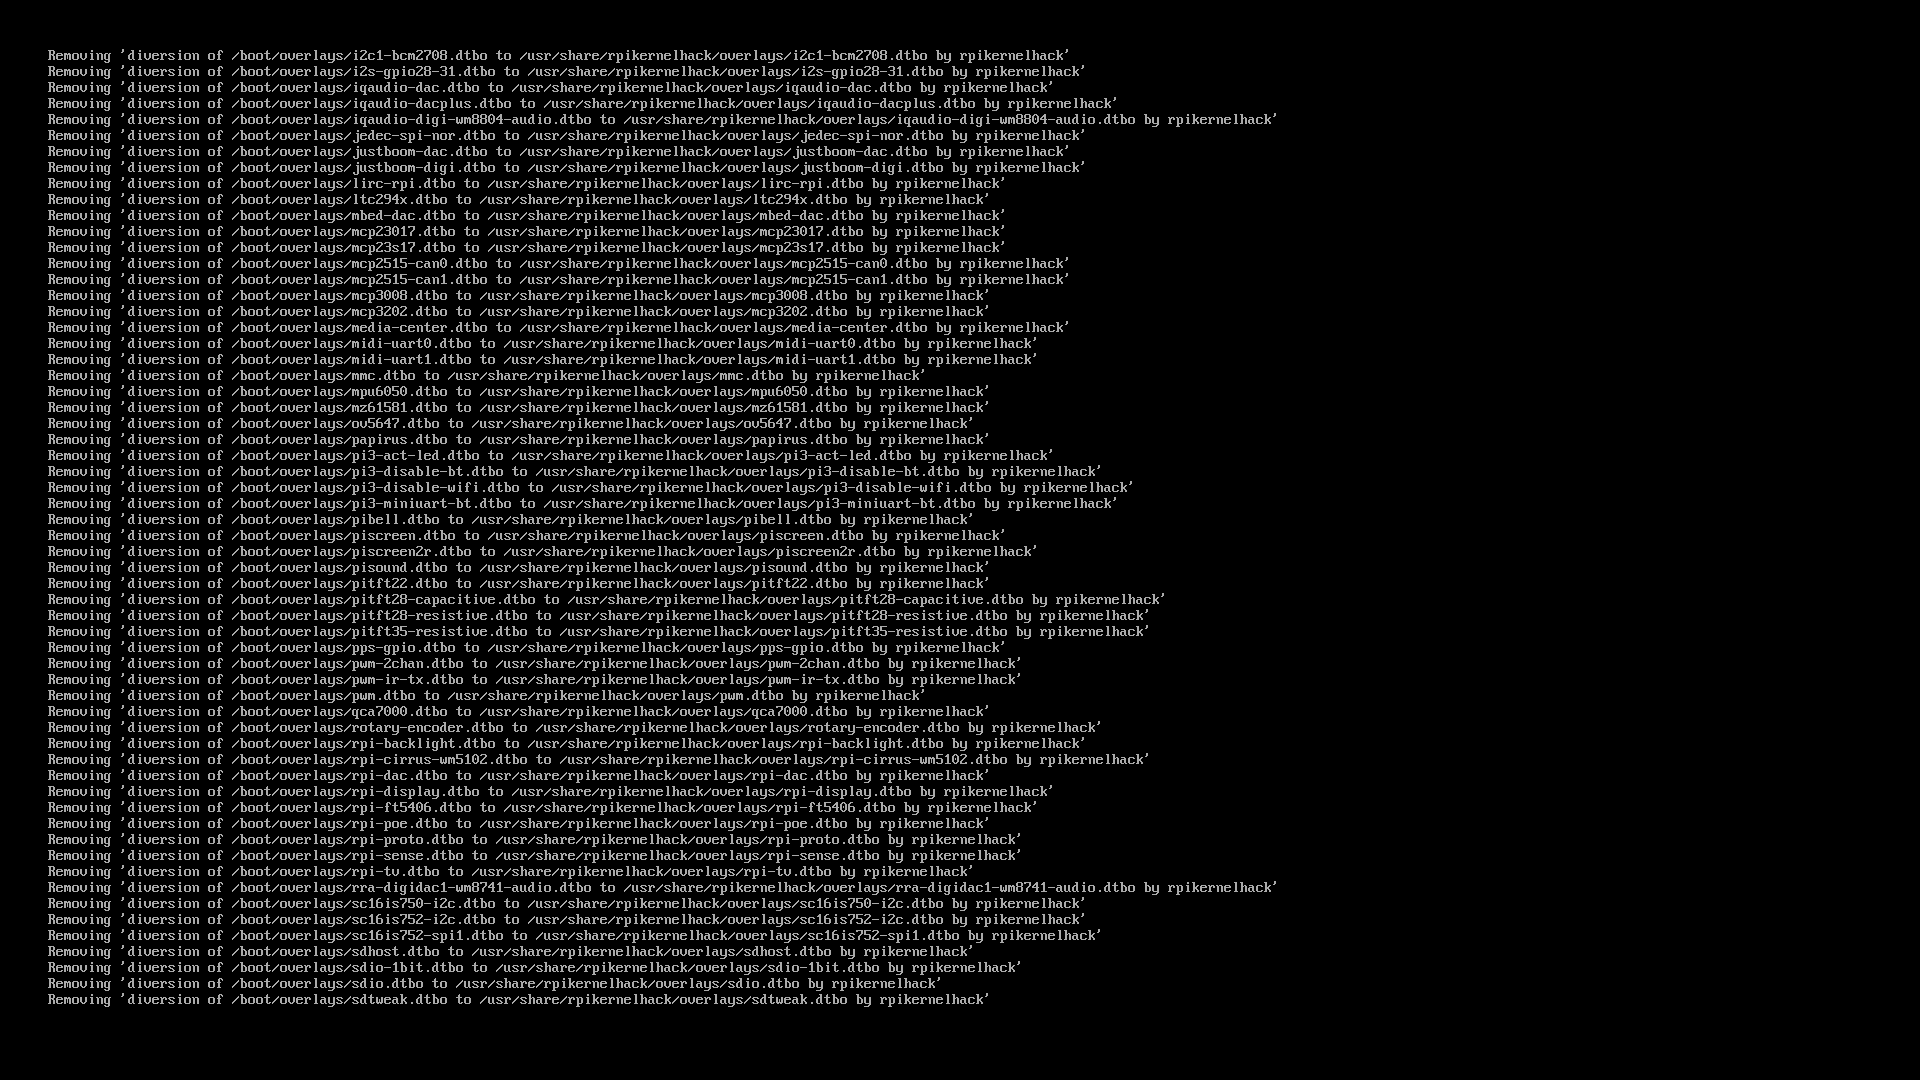 Removing 'diversion of /boot/overlays/i2c1-bcm2708.dtbo to /usr/share/rpikernelhack/overlays/i2c1-bcm2708.dtbo by rpikernelhack'
Removing 'diversion of /boot/overlays/i2s-gpio28-31.dtbo to /usr/share/rpikernelhack/overlays/i2s-gpio28-31.dtbo by rpikernelhack'
Removing 'diversion of /boot/overlays/iqaudio-dac.dtbo to /usr/share/rpikernelhack/overlays/iqaudio-dac.dtbo by rpikernelhack'
Removing 'diversion of /boot/overlays/iqaudio-dacplus.dtbo to /usr/share/rpikernelhack/overlays/iqaudio-dacplus.dtbo by rpikernelhack'
Removing 'diversion of /boot/overlays/iqaudio-digi-wm8804-audio.dtbo to /usr/share/rpikernelhack/overlays/iqaudio-digi-wm8804-audio.dtbo by rpikernelhack'
Removing 'diversion of /boot/overlays/jedec-spi-nor.dtbo to /usr/share/rpikernelhack/overlays/jedec-spi-nor.dtbo by rpikernelhack'
Removing 'diversion of /boot/overlays/justboom-dac.dtbo to /usr/share/rpikernelhack/overlays/justboom-dac.dtbo by rpikernelhack'
Removing 'diversion of /boot/overlays/justboom-digi.dtbo to /usr/share/rpikernelhack/overlays/justboom-digi.dtbo by rpikernelhack'
Removing 'diversion of /boot/overlays/lirc-rpi.dtbo to /usr/share/rpikernelhack/overlays/lirc-rpi.dtbo by rpikernelhack'
Removing 'diversion of /boot/overlays/ltc294x.dtbo to /usr/share/rpikernelhack/overlays/ltc294x.dtbo by rpikernelhack'
Removing 'diversion of /boot/overlays/mbed-dac.dtbo to /usr/share/rpikernelhack/overlays/mbed-dac.dtbo by rpikernelhack'
Removing 'diversion of /boot/overlays/mcp23017.dtbo to /usr/share/rpikernelhack/overlays/mcp23017.dtbo by rpikernelhack'
Removing 'diversion of /boot/overlays/mcp23s17.dtbo to /usr/share/rpikernelhack/overlays/mcp23s17.dtbo by rpikernelhack'
Removing 'diversion of /boot/overlays/mcp2515-can0.dtbo to /usr/share/rpikernelhack/overlays/mcp2515-can0.dtbo by rpikernelhack'
Removing 'diversion of /boot/overlays/mcp2515-can1.dtbo to /usr/share/rpikernelhack/overlays/mcp2515-can1.dtbo by rpikernelhack'
Removing 'diversion of /boot/overlays/mcp3008.dtbo to /usr/share/rpikernelhack/overlays/mcp3008.dtbo by rpikernelhack'
Removing 'diversion of /boot/overlays/mcp3202.dtbo to /usr/share/rpikernelhack/overlays/mcp3202.dtbo by rpikernelhack'
Removing 'diversion of /boot/overlays/media-center.dtbo to /usr/share/rpikernelhack/overlays/media-center.dtbo by rpikernelhack'
Removing 'diversion of /boot/overlays/midi-uart0.dtbo to /usr/share/rpikernelhack/overlays/midi-uart0.dtbo by rpikernelhack'
Removing 'diversion of /boot/overlays/midi-uart1.dtbo to /usr/share/rpikernelhack/overlays/midi-uart1.dtbo by rpikernelhack'
Removing 'diversion of /boot/overlays/mmc.dtbo to /usr/share/rpikernelhack/overlays/mmc.dtbo by rpikernelhack'
Removing 'diversion of /boot/overlays/mpu6050.dtbo to /usr/share/rpikernelhack/overlays/mpu6050.dtbo by rpikernelhack'
Removing 'diversion of /boot/overlays/mz61581.dtbo to /usr/share/rpikernelhack/overlays/mz61581.dtbo by rpikernelhack'
Removing 'diversion of /boot/overlays/ov5647.dtbo to /usr/share/rpikernelhack/overlays/ov5647.dtbo by rpikernelhack'
Removing 'diversion of /boot/overlays/papirus.dtbo to /usr/share/rpikernelhack/overlays/papirus.dtbo by rpikernelhack'
Removing 'diversion of /boot/overlays/pi3-act-led.dtbo to /usr/share/rpikernelhack/overlays/pi3-act-led.dtbo by rpikernelhack'
Removing 'diversion of /boot/overlays/pi3-disable-bt.dtbo to /usr/share/rpikernelhack/overlays/pi3-disable-bt.dtbo by rpikernelhack'
Removing 'diversion of /boot/overlays/pi3-disable-wifi.dtbo to /usr/share/rpikernelhack/overlays/pi3-disable-wifi.dtbo by rpikernelhack'
Removing 'diversion of /boot/overlays/pi3-miniuart-bt.dtbo to /usr/share/rpikernelhack/overlays/pi3-miniuart-bt.dtbo by rpikernelhack'
Removing 'diversion of /boot/overlays/pibell.dtbo to /usr/share/rpikernelhack/overlays/pibell.dtbo by rpikernelhack'
Removing 'diversion of /boot/overlays/piscreen.dtbo to /usr/share/rpikernelhack/overlays/piscreen.dtbo by rpikernelhack'
Removing 'diversion of /boot/overlays/piscreen2r.dtbo to /usr/share/rpikernelhack/overlays/piscreen2r.dtbo by rpikernelhack'
Removing 'diversion of /boot/overlays/pisound.dtbo to /usr/share/rpikernelhack/overlays/pisound.dtbo by rpikernelhack'
Removing 'diversion of /boot/overlays/pitft22.dtbo to /usr/share/rpikernelhack/overlays/pitft22.dtbo by rpikernelhack'
Removing 'diversion of /boot/overlays/pitft28-capacitive.dtbo to /usr/share/rpikernelhack/overlays/pitft28-capacitive.dtbo by rpikernelhack'
Removing 'diversion of /boot/overlays/pitft28-resistive.dtbo to /usr/share/rpikernelhack/overlays/pitft28-resistive.dtbo by rpikernelhack'
Removing 'diversion of /boot/overlays/pitft35-resistive.dtbo to /usr/share/rpikernelhack/overlays/pitft35-resistive.dtbo by rpikernelhack'
Removing 'diversion of /boot/overlays/pps-gpio.dtbo to /usr/share/rpikernelhack/overlays/pps-gpio.dtbo by rpikernelhack'
Removing 'diversion of /boot/overlays/pwm-2chan.dtbo to /usr/share/rpikernelhack/overlays/pwm-2chan.dtbo by rpikernelhack'
Removing 'diversion of /boot/overlays/pwm-ir-tx.dtbo to /usr/share/rpikernelhack/overlays/pwm-ir-tx.dtbo by rpikernelhack'
Removing 'diversion of /boot/overlays/pwm.dtbo to /usr/share/rpikernelhack/overlays/pwm.dtbo by rpikernelhack'
Removing 'diversion of /boot/overlays/qca7000.dtbo to /usr/share/rpikernelhack/overlays/qca7000.dtbo by rpikernelhack'
Removing 'diversion of /boot/overlays/rotary-encoder.dtbo to /usr/share/rpikernelhack/overlays/rotary-encoder.dtbo by rpikernelhack'
Removing 'diversion of /boot/overlays/rpi-backlight.dtbo to /usr/share/rpikernelhack/overlays/rpi-backlight.dtbo by rpikernelhack'
Removing 'diversion of /boot/overlays/rpi-cirrus-wm5102.dtbo to /usr/share/rpikernelhack/overlays/rpi-cirrus-wm5102.dtbo by rpikernelhack'
Removing 'diversion of /boot/overlays/rpi-dac.dtbo to /usr/share/rpikernelhack/overlays/rpi-dac.dtbo by rpikernelhack'
Removing 'diversion of /boot/overlays/rpi-display.dtbo to /usr/share/rpikernelhack/overlays/rpi-display.dtbo by rpikernelhack'
Removing 'diversion of /boot/overlays/rpi-ft5406.dtbo to /usr/share/rpikernelhack/overlays/rpi-ft5406.dtbo by rpikernelhack'
Removing 'diversion of /boot/overlays/rpi-poe.dtbo to /usr/share/rpikernelhack/overlays/rpi-poe.dtbo by rpikernelhack'
Removing 'diversion of /boot/overlays/rpi-proto.dtbo to /usr/share/rpikernelhack/overlays/rpi-proto.dtbo by rpikernelhack'
Removing 'diversion of /boot/overlays/rpi-sense.dtbo to /usr/share/rpikernelhack/overlays/rpi-sense.dtbo by rpikernelhack'
Removing 'diversion of /boot/overlays/rpi-tv.dtbo to /usr/share/rpikernelhack/overlays/rpi-tv.dtbo by rpikernelhack'
Removing 'diversion of /boot/overlays/rra-digidac1-wm8741-audio.dtbo to /usr/share/rpikernelhack/overlays/rra-digidac1-wm8741-audio.dtbo by rpikernelhack'
Removing 'diversion of /boot/overlays/sc16is750-i2c.dtbo to /usr/share/rpikernelhack/overlays/sc16is750-i2c.dtbo by rpikernelhack'
Removing 'diversion of /boot/overlays/sc16is752-i2c.dtbo to /usr/share/rpikernelhack/overlays/sc16is752-i2c.dtbo by rpikernelhack'
Removing 'diversion of /boot/overlays/sc16is752-spi1.dtbo to /usr/share/rpikernelhack/overlays/sc16is752-spi1.dtbo by rpikernelhack'
Removing 'diversion of /boot/overlays/sdhost.dtbo to /usr/share/rpikernelhack/overlays/sdhost.dtbo by rpikernelhack'
Removing 'diversion of /boot/overlays/sdio-1bit.dtbo to /usr/share/rpikernelhack/overlays/sdio-1bit.dtbo by rpikernelhack'
Removing 'diversion of /boot/overlays/sdio.dtbo to /usr/share/rpikernelhack/overlays/sdio.dtbo by rpikernelhack'
Removing 'diversion of /boot/overlays/sdtweak.dtbo to /usr/share/rpikernelhack/overlays/sdtweak.dtbo by rpikernelhack'